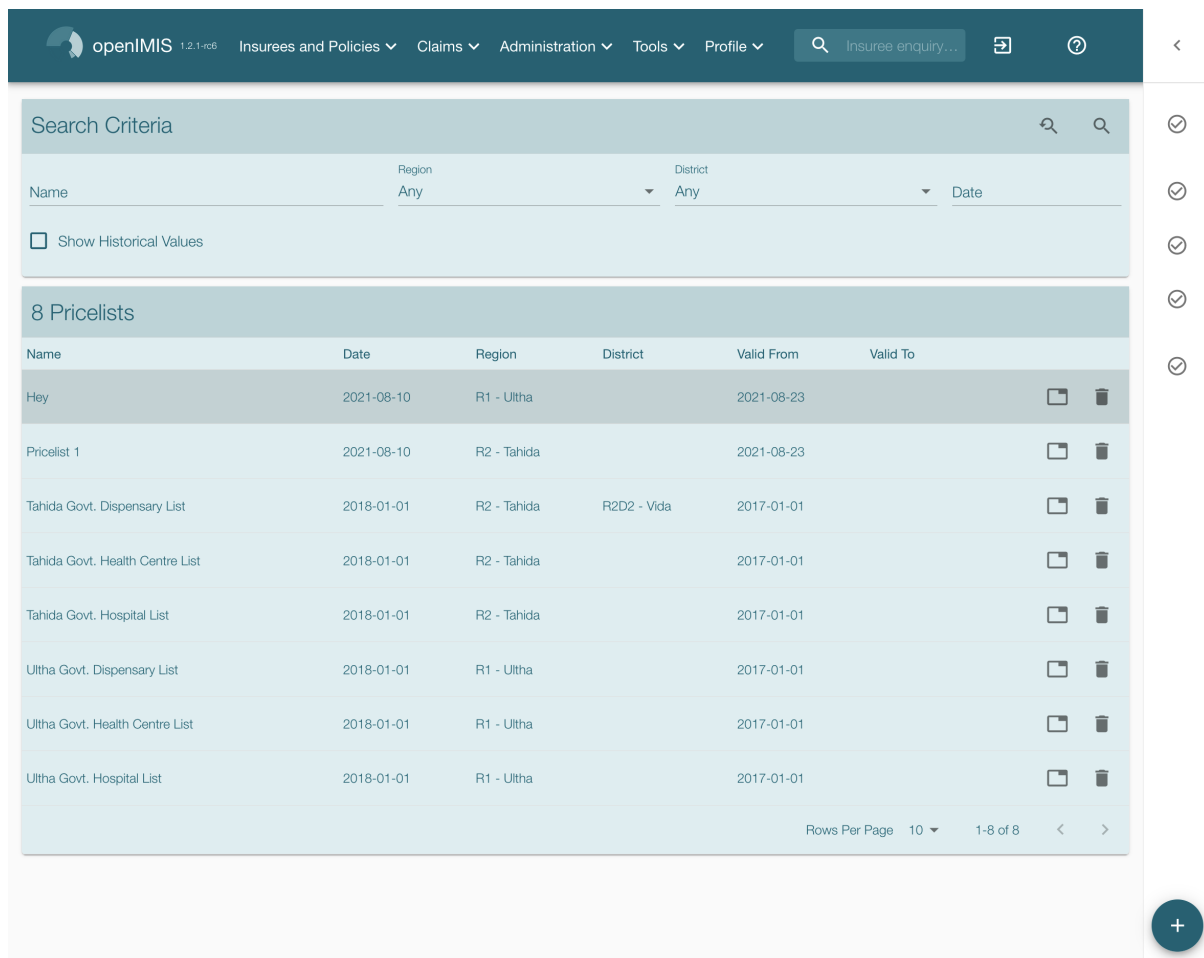 openIMIS 1.2.1-rc6 Insurees and Policies Claims Administration Tools Profile Insuree enquiry...
Search Criteria
Region District
Name Any Any Date
Show Historical Values
8 Pricelists
Name Date Region District Valid From Valid To
Hey 2021-08-10 R1 - Ultha 2021-08-23
Pricelist 1 2021-08-10 R2 - Tahida 2021-08-23
Tahida Govt. Dispensary List 2018-01-01 R2 - Tahida R2D2 - Vida 2017-01-01
Tahida Govt. Health Centre List 2018-01-01 R2 - Tahida 2017-01-01
Tahida Govt. Hospital List 2018-01-01 R2 - Tahida 2017-01-01
Ultha Govt. Dispensary List 2018-01-01 R1 - Ultha 2017-01-01
Ultha Govt. Health Centre List 2018-01-01 R1 - Ultha 2017-01-01
Ultha Govt. Hospital List 2018-01-01 R1 - Ultha 2017-01-01
Rows Per Page 10 1-8 of 8